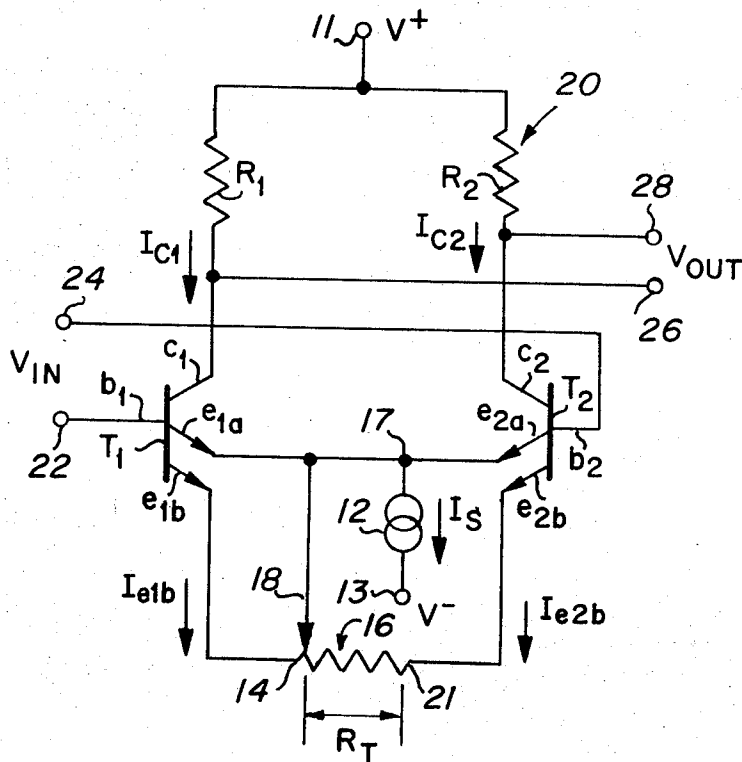 11 V+
20
R1
R2
IC1
IC2
28
VOUT
24
26
VIN
c1
c2
b1
e1a
e2a
T2
22
T1
17
b2
e1b
12
IS
e2b
Ie1b
18
13
V-
16
Ie2b
14
21
RT